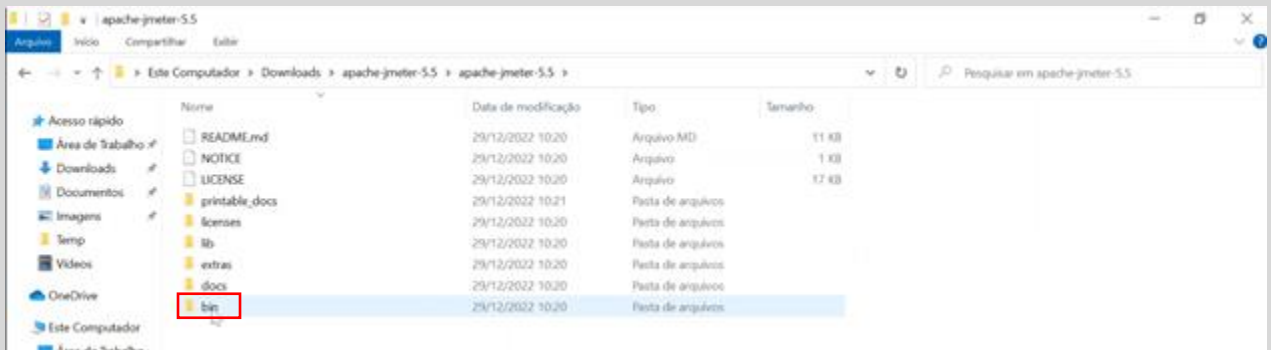 apache-jmeter-5.5
Arquivo Início Compartilhar Exibir
Este Computador > Downloads > apache-jmeter-5.5 > apache-jmeter-5.5 >
Pesquisar em apache-jmeter-5.5
Nome Data de modificação Tipo Tamanho
Acesso rápido
Área de Trabalho
Downloads
Documentos
Imagens
Temp
Vídeos
OneDrive
Este Computador
Área de Trabalho
README.md 29/12/2022 10:20 Arquivo MD 11 KB
NOTICE 29/12/2022 10:20 Arquivo 1 KB
LICENSE 29/12/2022 10:20 Arquivo 17 KB
printable_docs 29/12/2022 10:21 Pasta de arquivos
licenses 29/12/2022 10:20 Pasta de arquivos
lib 29/12/2022 10:20 Pasta de arquivos
extras 29/12/2022 10:20 Pasta de arquivos
docs 29/12/2022 10:20 Pasta de arquivos
bin 29/12/2022 10:20 Pasta de arquivos